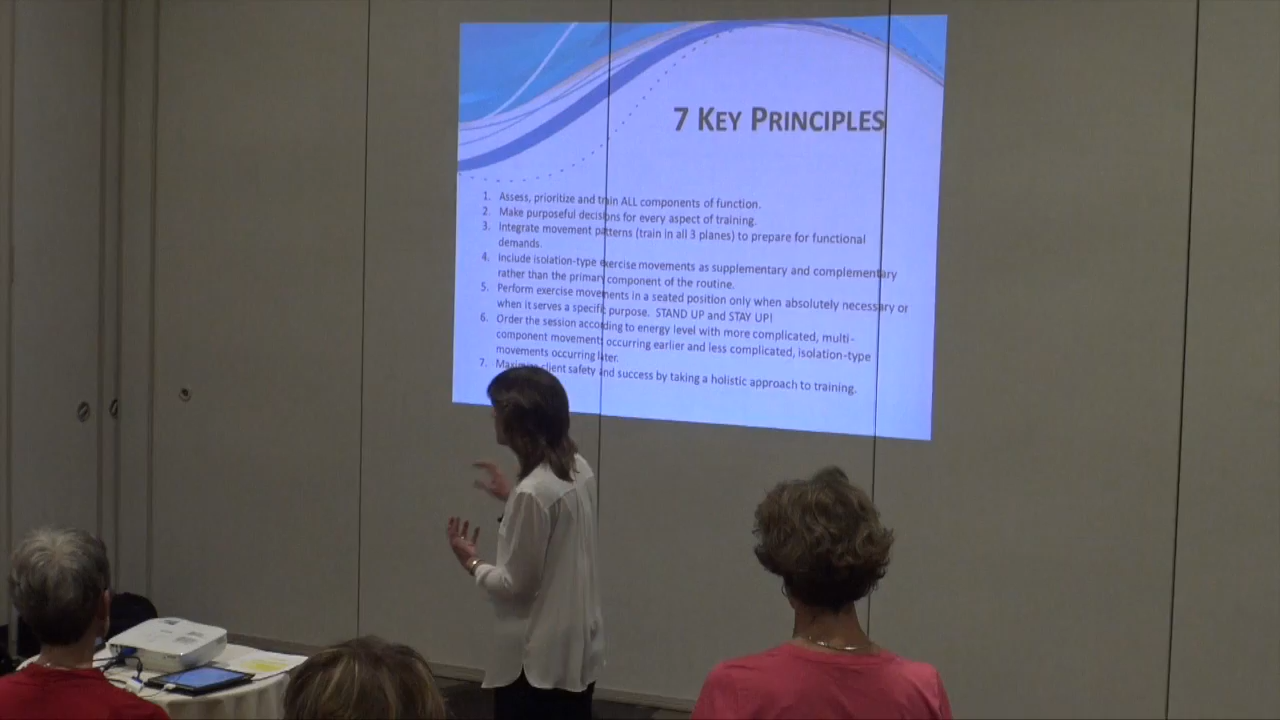 7 KEY PRINCIPLES
1. Assess, prioritize and train ALL components of function.
2. Make purposeful decisions for every aspect of training.
3. Integrate movement patterns (train in all 3 planes) to prepare for functional
demands.
4. Include isolation-type exercise movements as supplementary and complementary
rather than the primary component of the routine.
5. Perform exercise movements in a seated position only when absolutely necessary or
when it serves a specific purpose. STAND UP and STAY UP!
6. Order the session according to energy level with more complicated, multi-
component movements occurring earlier and less complicated, isolation-type
movements occurring later.
7. Maximize client safety and success by taking a holistic approach to training.